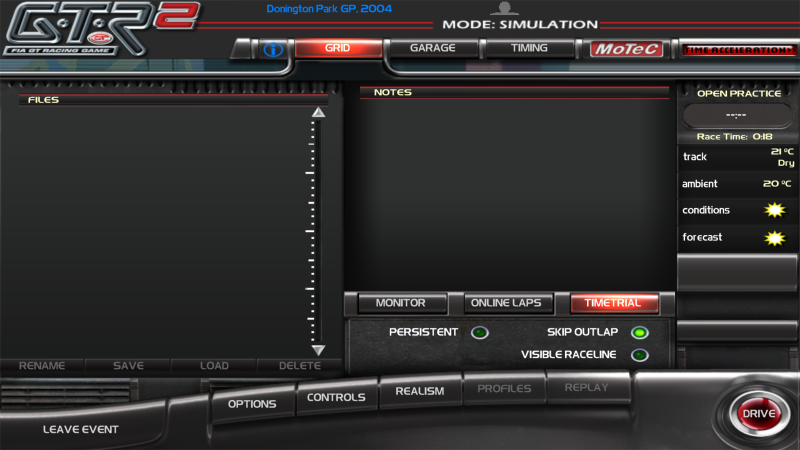 Donington Park GP, 2004
GTR2
FIA GT RACING GAME
MODE: SIMULATION
GRID GARAGE TIMING MoTeC TIME ACCELERATION
FILES
NOTES
OPEN PRACTICE
--:--
Race Time: 0:18
track 21 ºC
Dry
ambient 20 ºC
conditions
forecast
MONITOR ONLINE LAPS TIMETRIAL
PERSISTENT SKIP OUTLAP
VISIBLE RACELINE
RENAME SAVE LOAD DELETE
OPTIONS CONTROLS REALISM PROFILES REPLAY
LEAVE EVENT
DRIVE